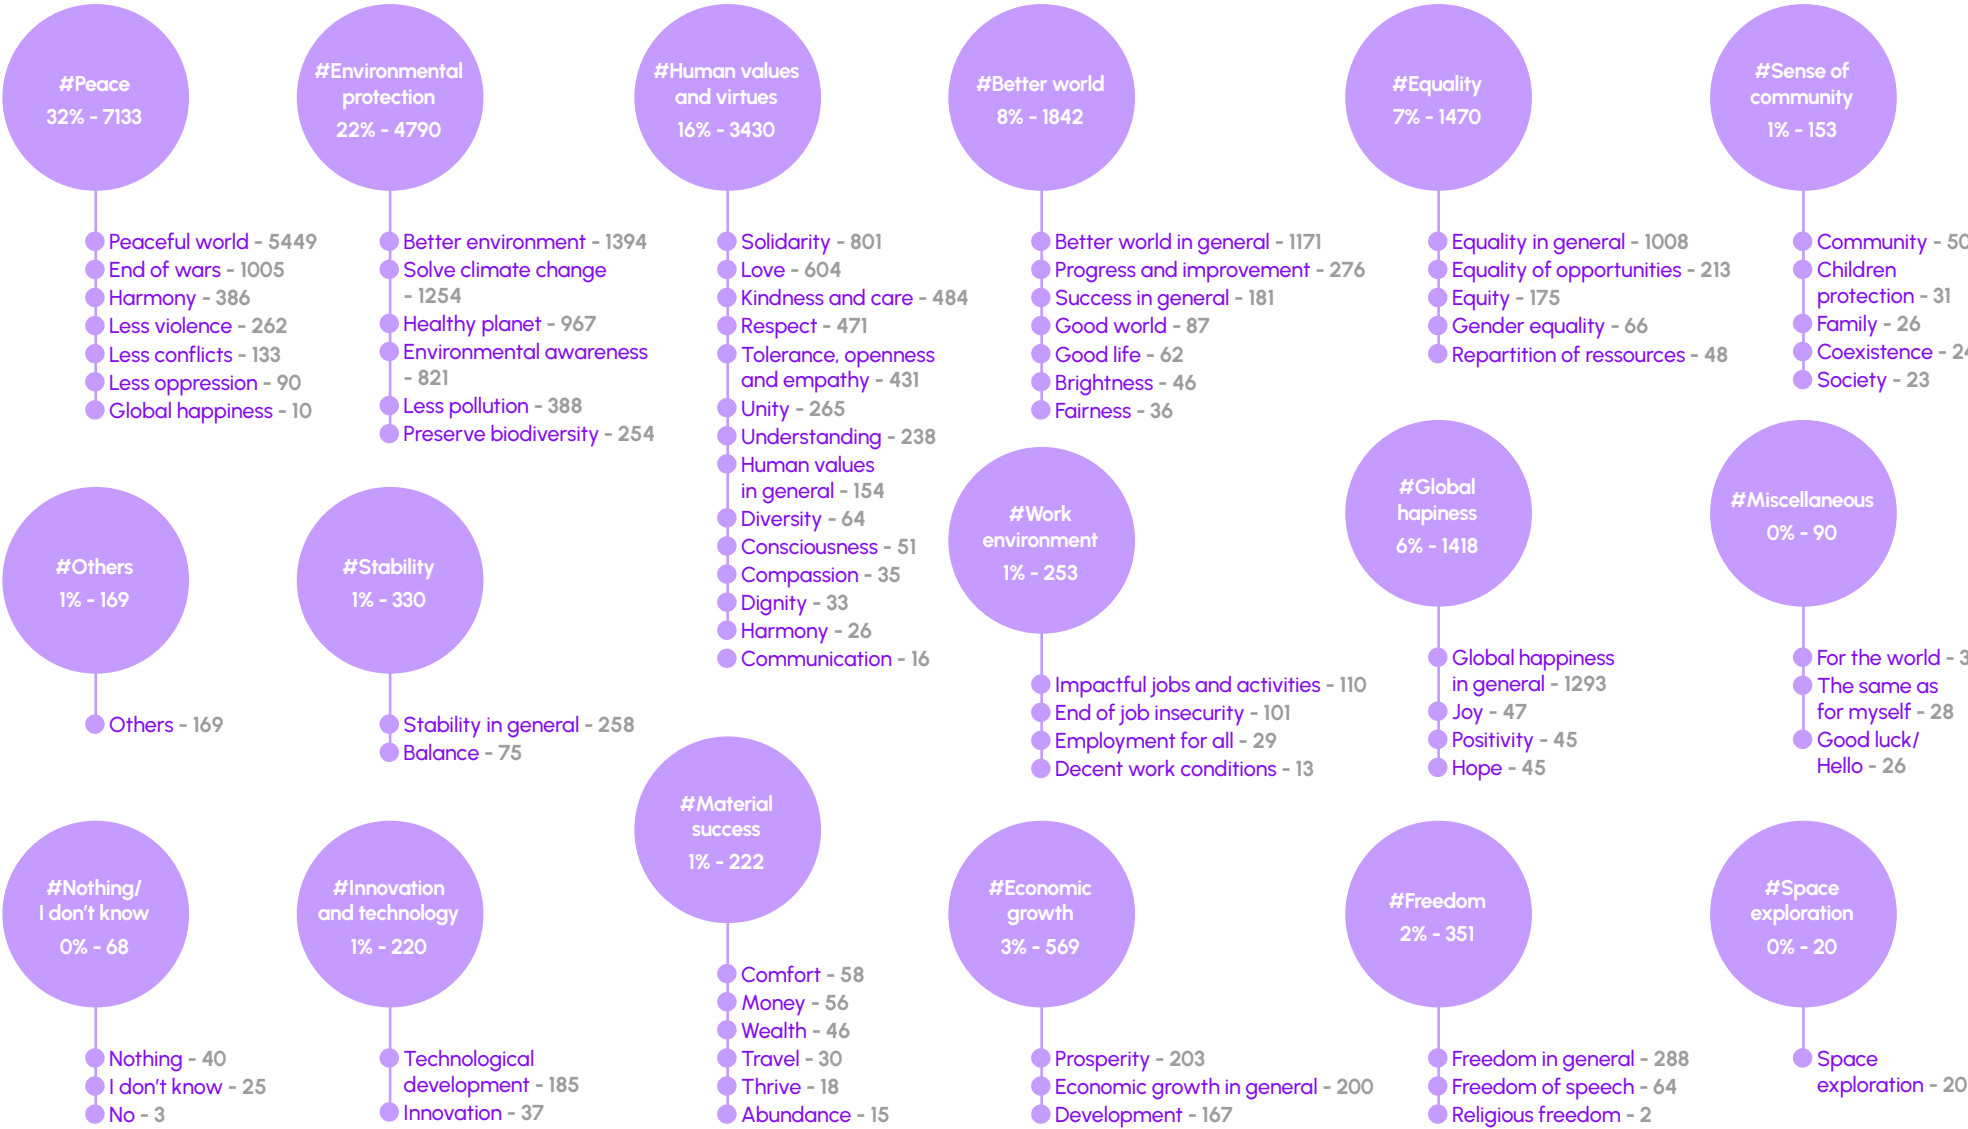 #Peace
32% - 7133
Peaceful world - 5449
End of wars - 1005
Harmony - 386
Less violence - 262
Less conflicts - 133
Less oppression - 90
Global happiness - 10
#Environmental
protection
22% - 4790
Better environment - 1394
Solve climate change
- 1254
Healthy planet - 967
Environmental awareness
- 821
Less pollution - 388
Preserve biodiversity - 254
#Human values
and virtues
16% - 3430
Solidarity - 801
Love - 604
Kindness and care - 484
Respect - 471
Tolerance, openness
and empathy - 431
Unity - 265
Understanding - 238
Human values
in general - 154
Diversity - 64
Consciousness - 51
Compassion - 35
Dignity - 33
Harmony - 26
Communication - 16
#Better world
8% - 1842
Better world in general - 1171
Progress and improvement - 276
Success in general - 181
Good world - 87
Good life - 62
Brightness - 46
Fairness - 36
#Equality
7% - 1470
Equality in general - 1008
Equality of opportunities - 213
Equity - 175
Gender equality - 66
Repartition of ressources - 48
#Sense of
community
1% - 153
Community - 50
Children
protection - 31
Family - 26
Coexistence - 24
Society - 23
#Others
1% - 169
Others - 169
#Stability
1% - 330
Stability in general - 258
Balance - 75
#Work
environment
1% - 253
Impactful jobs and activities - 110
End of job insecurity - 101
Employment for all - 29
Decent work conditions - 13
#Global
hapiness
6% - 1418
Global happiness
in general - 1293
Joy - 47
Positivity - 45
Hope - 45
#Miscellaneous
0% - 90
For the world - 3
The same as
for myself - 28
Good luck/
Hello - 26
#Nothing/
I don't know
0% - 68
Nothing - 40
I don't know - 25
No - 3
#Innovation
and technology
1% - 220
Technological
development - 185
Innovation - 37
#Material
success
1% - 222
Comfort - 58
Money - 56
Wealth - 46
Travel - 30
Thrive - 18
Abundance - 15
#Economic
growth
3% - 569
Prosperity - 203
Economic growth in general - 200
Development - 167
#Freedom
2% - 351
Freedom in general - 288
Freedom of speech - 64
Religious freedom - 2
#Space
exploration
0% - 20
Space
exploration - 20